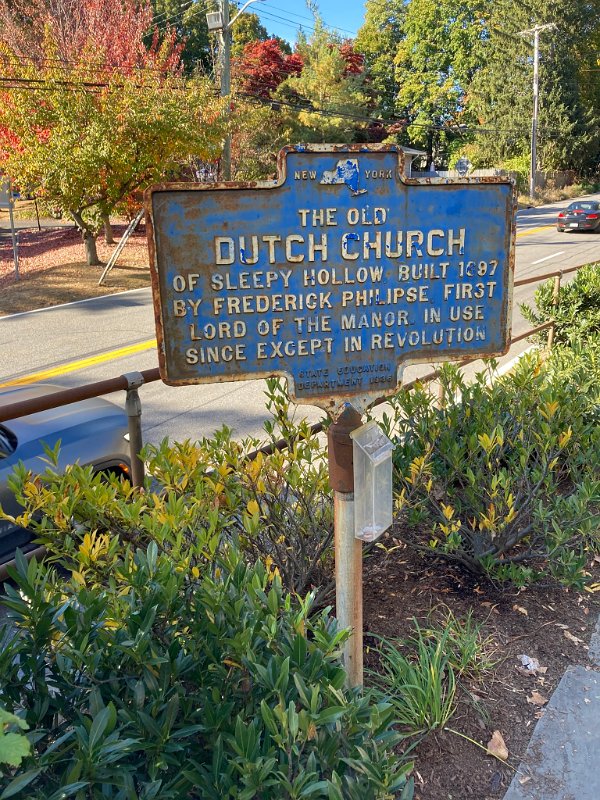 NEW YORK
THE OLD
DUTCH CHURCH
OF SLEEPY HOLLOW. BUILT 1697
BY FREDERICK PHILIPSE, FIRST
LORD OF THE MANOR. IN USE
SINCE EXCEPT IN REVOLUTION
STATE EDUCATION
DEPARTMENT 1936